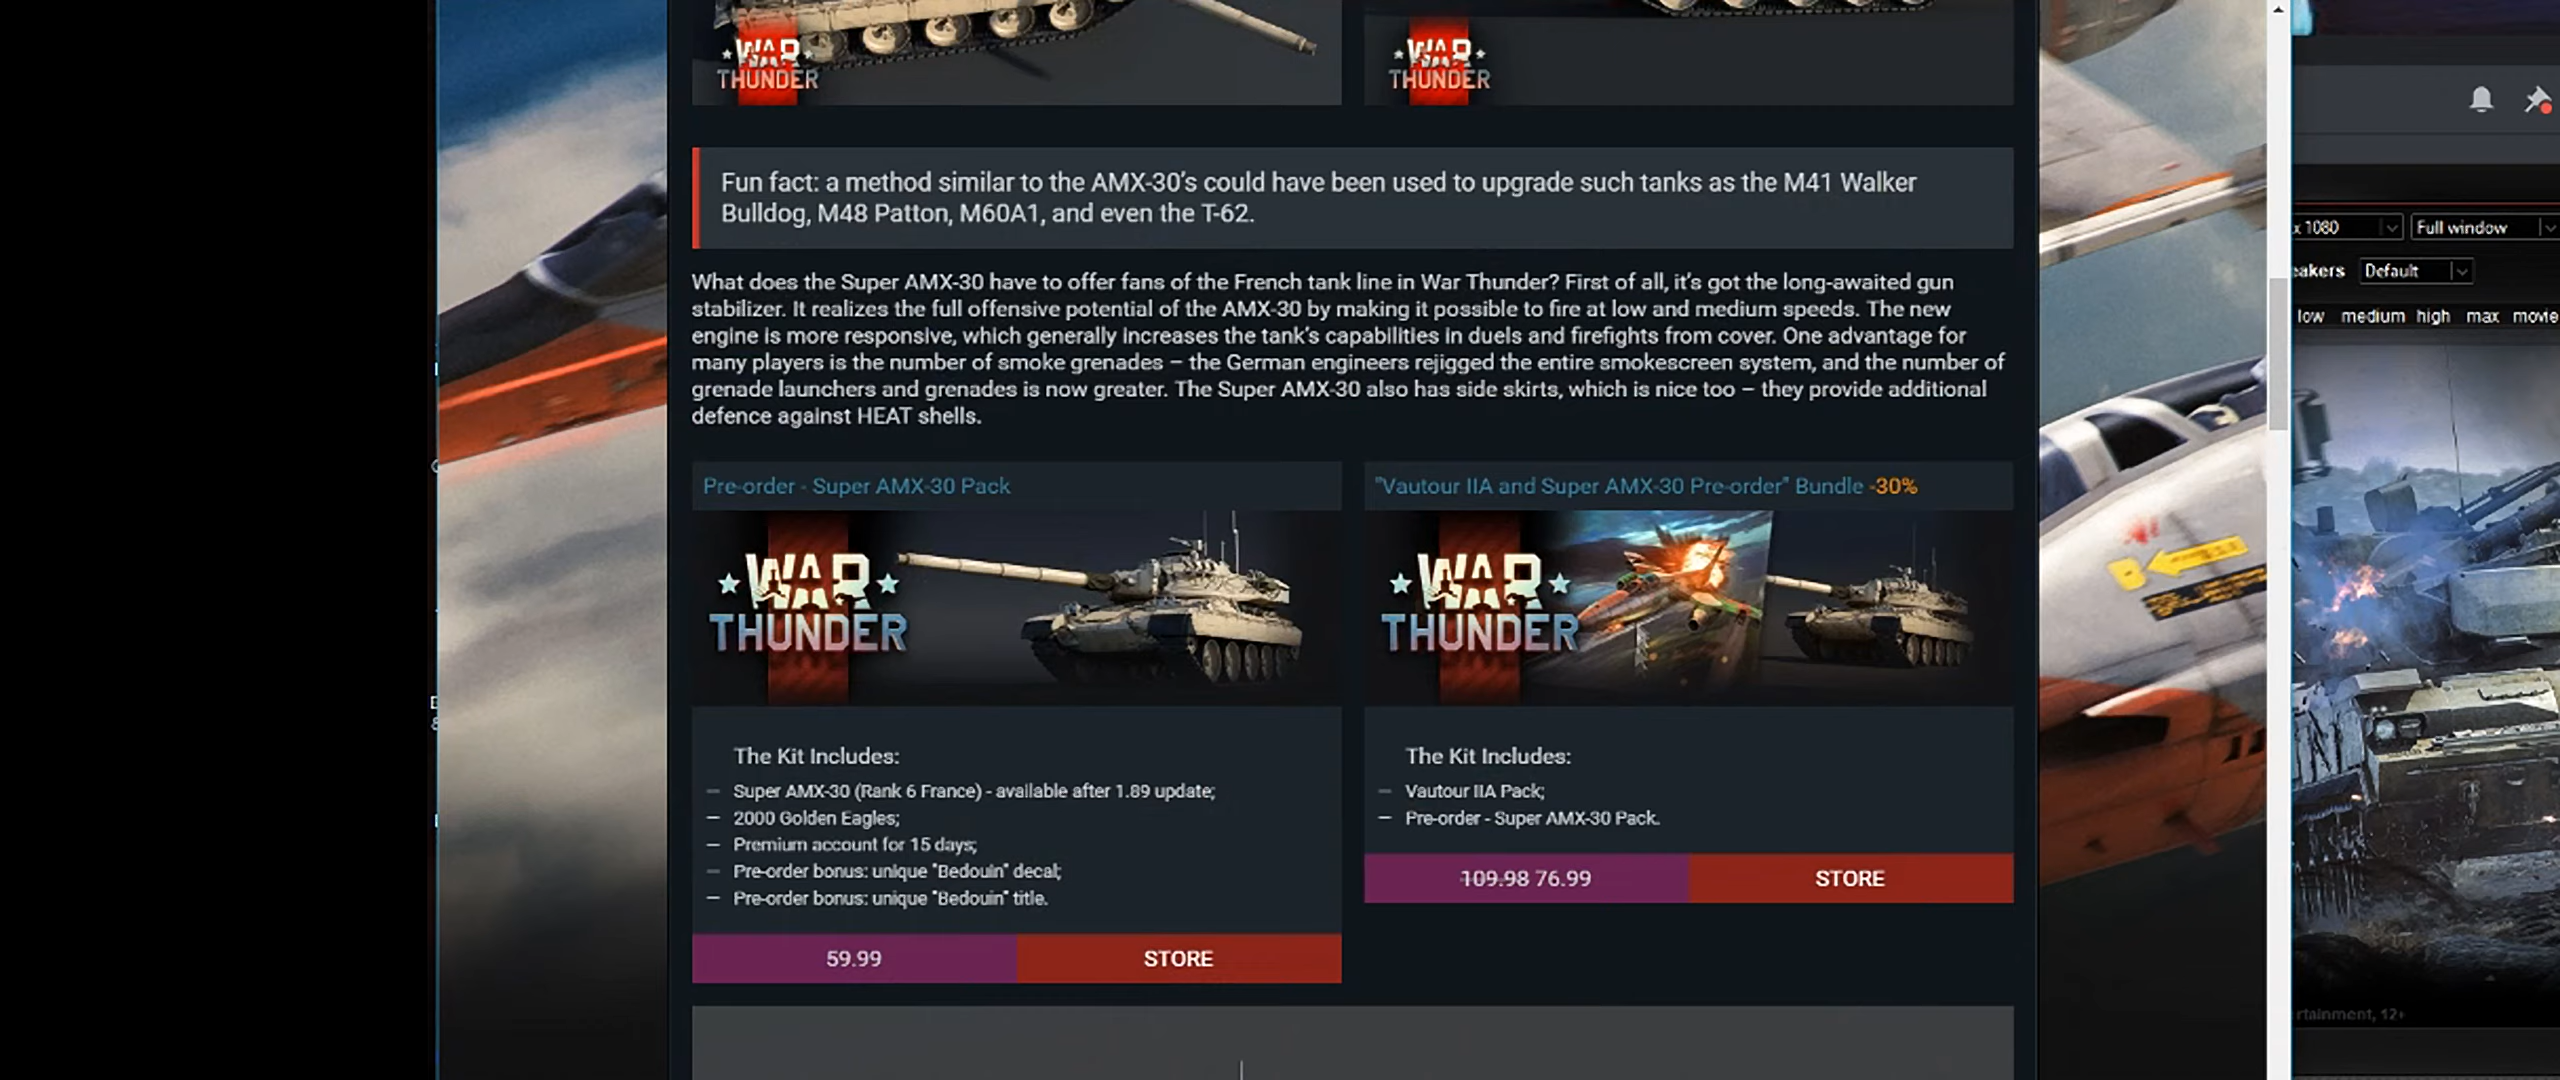 WAR
THUNDER
WAR
THUNDER
Fun fact: a method similar to the AMX-30's could have been used to upgrade such tanks as the M41 Walker
Bulldog, M48 Patton, M60A1, and even the T-62.
What does the Super AMX-30 have to offer fans of the French tank line in War Thunder? First of all, it's got the long-awaited gun
stabilizer. It realizes the full offensive potential of the AMX-30 by making it possible to fire at low and medium speeds. The new
engine is more responsive, which generally increases the tank's capabilities in duels and firefights from cover. One advantage for
many players is the number of smoke grenades – the German engineers rejigged the entire smokescreen system, and the number of
grenade launchers and grenades is now greater. The Super AMX-30 also has side skirts, which is nice too – they provide additional
defence against HEAT shells.
Pre-order - Super AMX-30 Pack
WAR
THUNDER
The Kit Includes:
– Super AMX-30 (Rank 6 France) - available after 1.89 update;
– 2000 Golden Eagles;
– Premium account for 15 days;
– Pre-order bonus: unique "Bedouin" decal;
– Pre-order bonus: unique "Bedouin" title.
59.99 STORE
"Vautour IIA and Super AMX-30 Pre-order" Bundle -30%
WAR
THUNDER
The Kit Includes:
– Vautour IIA Pack;
– Pre-order - Super AMX-30 Pack.
109.98 76.99 STORE
x 1080 Full window
eakers Default
low medium high max movie
rtainment, 12+